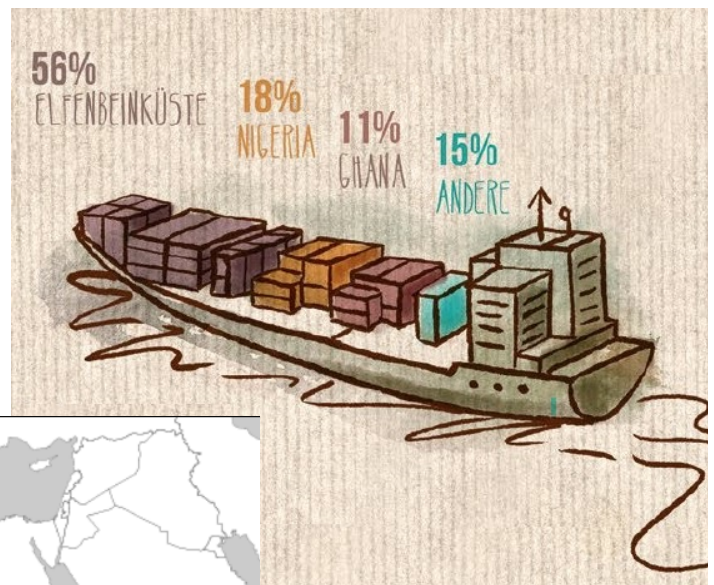 56%
ELFENBEINKÜSTE
18%
NIGERIA
11%
GHANA
15%
ANDERE